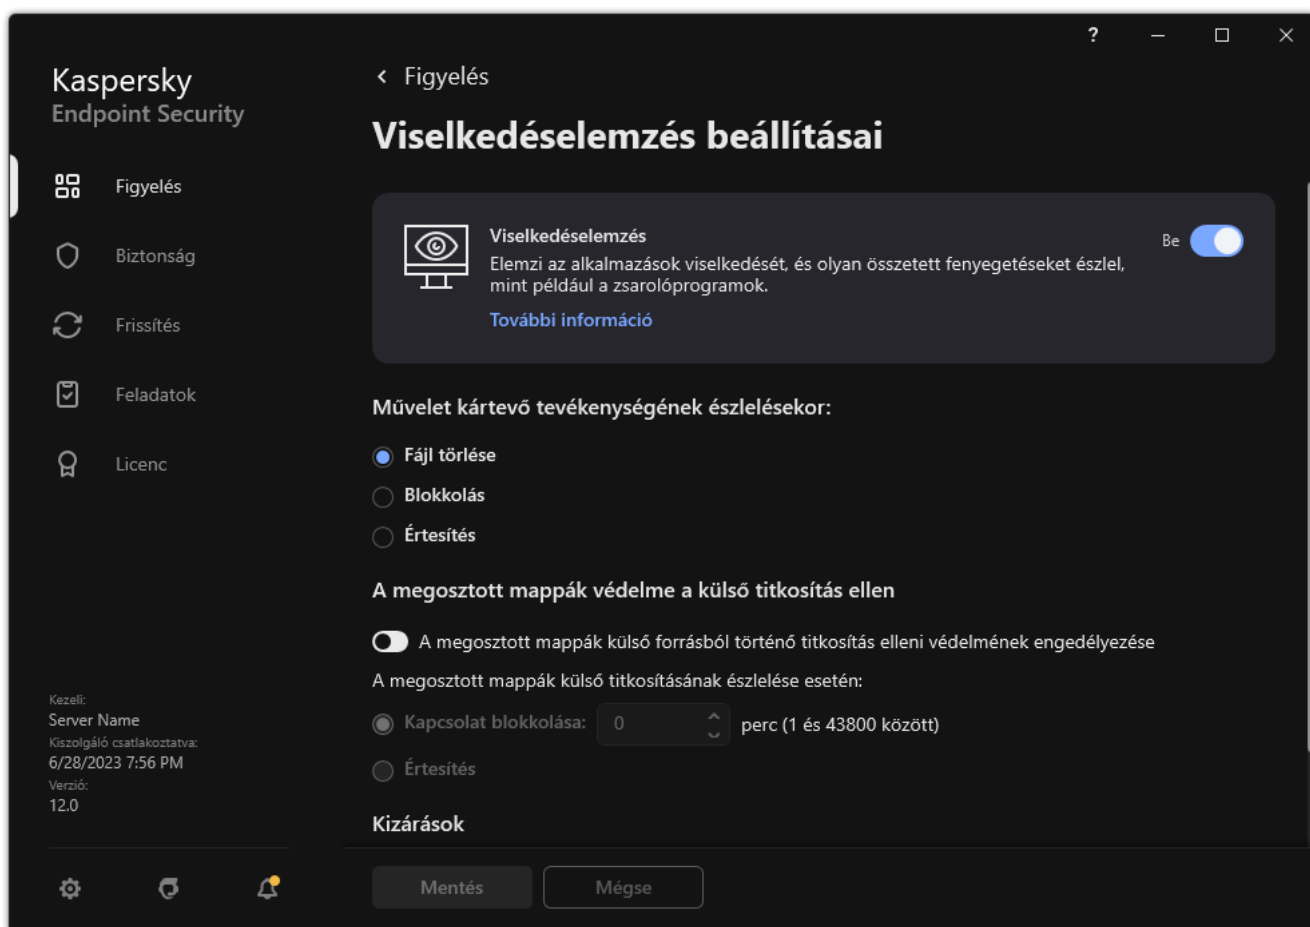 ?
Kaspersky
Endpoint Security
Figyelés
Biztonság
Frissítés
Feladatok
Licenc
Kezeli:
Server Name
Kiszolgáló csatlakoztatva:
6/28/2023 7:56 PM
Verzió:
12.0
Figyelés
Viselkedéselemzés beállításai
Viselkedéselemzés
Be
Elemzi az alkalmazások viselkedését, és olyan összetett fenyegetéseket észlel,
mint például a zsarolóprogramok.
További információ
Művelet kártevő tevékenységének észlelésekor:
Fájl törlése
Blokkolás
Értesítés
A megosztott mappák védelme a külső titkosítás ellen
A megosztott mappák külső forrásból történő titkosítás elleni védelmének engedélyezése
A megosztott mappák külső titkosításának észlelése esetén:
Kapcsolat blokkolása: 0 perc (1 és 43800 között)
Értesítés
Kizárások
Mentés
Mégse